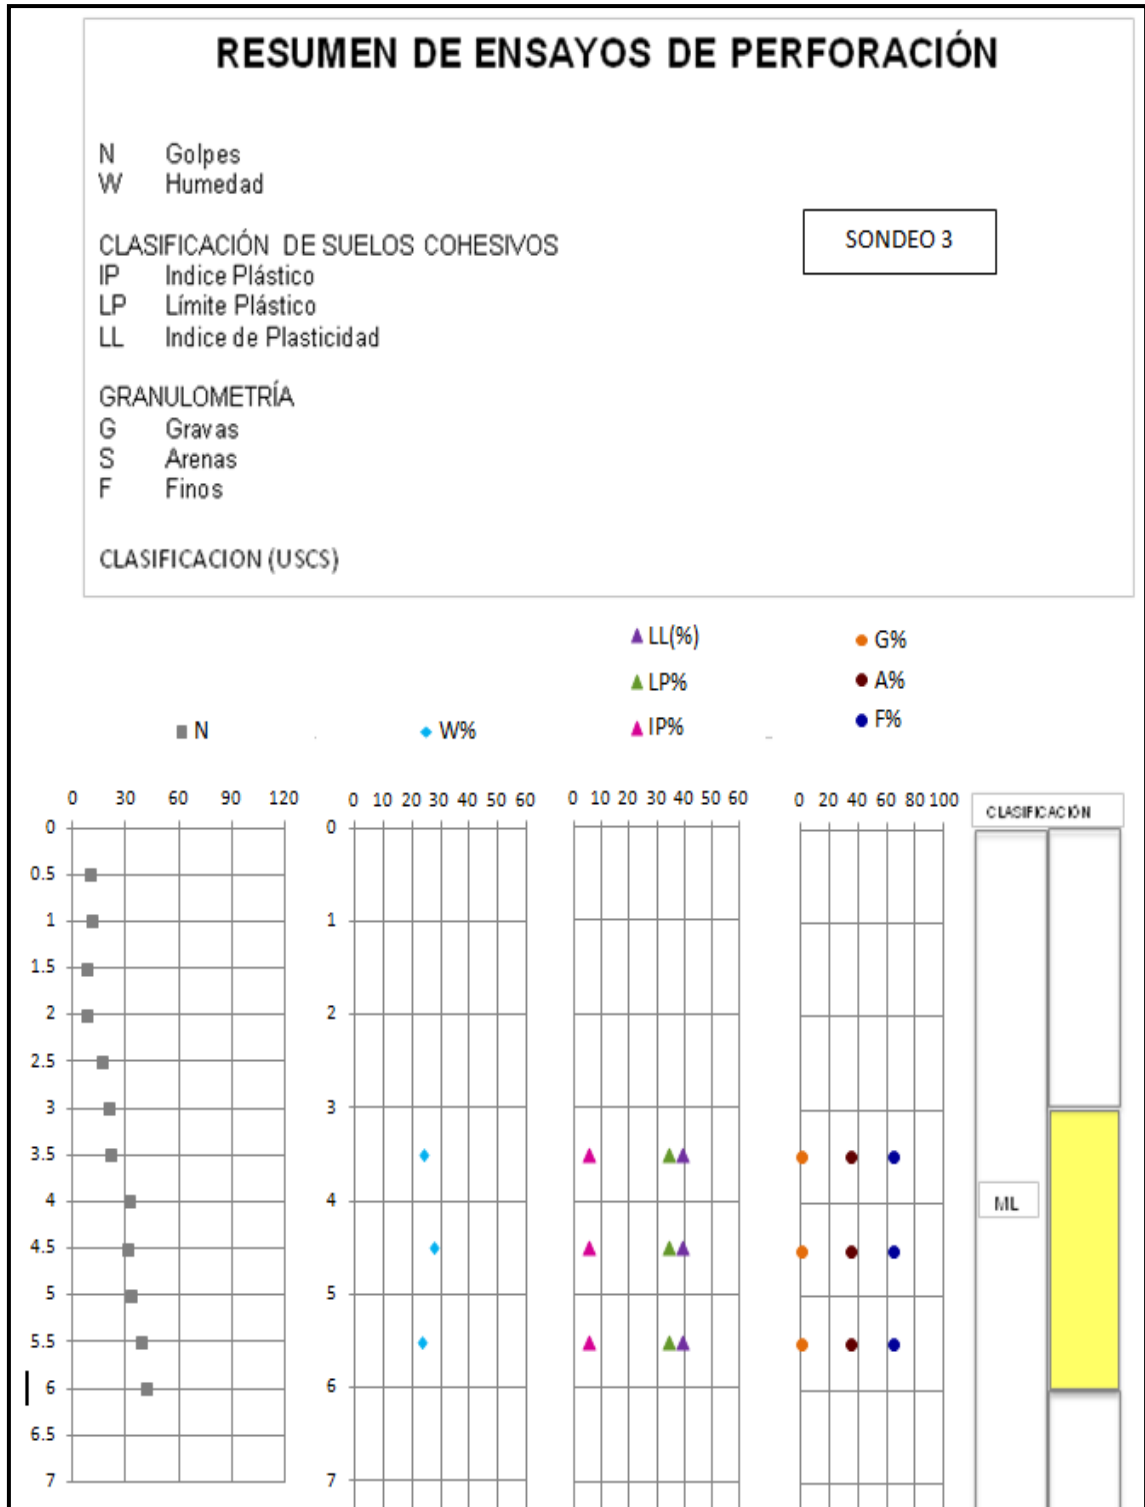 RESUMEN DE ENSAYOS DE PERFORACIÓN
N Golpes
W Humedad
CLASIFICACIÓN DE SUELOS COHESIVOS
SONDEO 3
IP Indice Plástico
LP Límite Plástico
LL Indice de Plasticidad
GRANULOMETRÍA
G Gravas
S Arenas
F Finos
CLASIFICACION (USCS)
N
W%
LL(%)
LP%
IP%
G%
A%
F%
0 30 60 90 120
0
0.5
1
1.5
2
2.5
3
3.5
4
4.5
5
5.5
6
6.5
7
0 10 20 30 40 50 60
0
1
2
3
4
5
6
7
0 10 20 30 40 50 60
0 20 40 60 80 100
CLASIFICACIÓN
ML